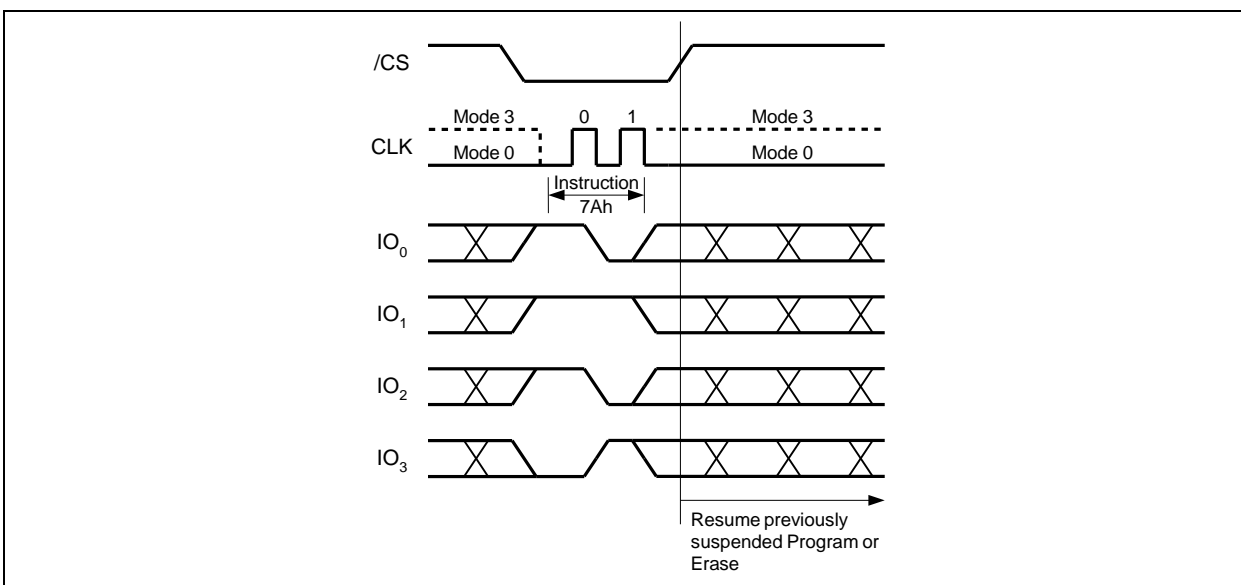 /CS
Mode 3 0 1 Mode 3
CLK
Mode 0 Mode 0
Instruction
7Ah
IO0
IO1
IO2
IO3
Resume previously
suspended Program or
Erase